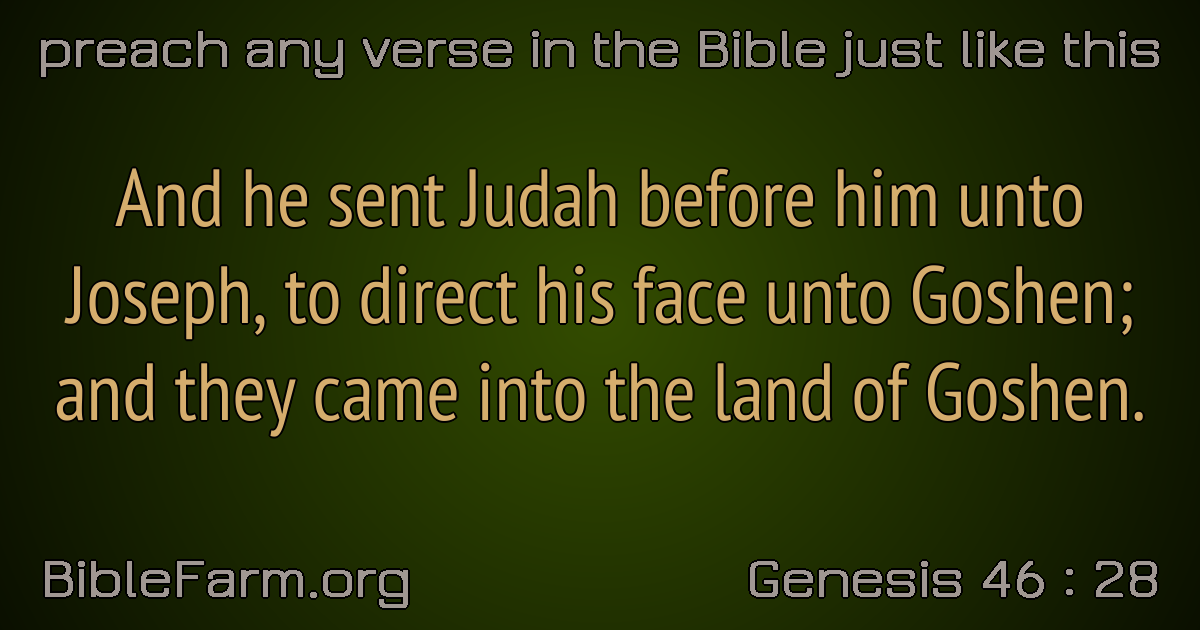 preach any verse in the Bible just like this
And he sent Judah before him unto
Joseph, to direct his face unto Goshen;
and they came into the land of Goshen.
BibleFarm.org
Genesis 46 : 28